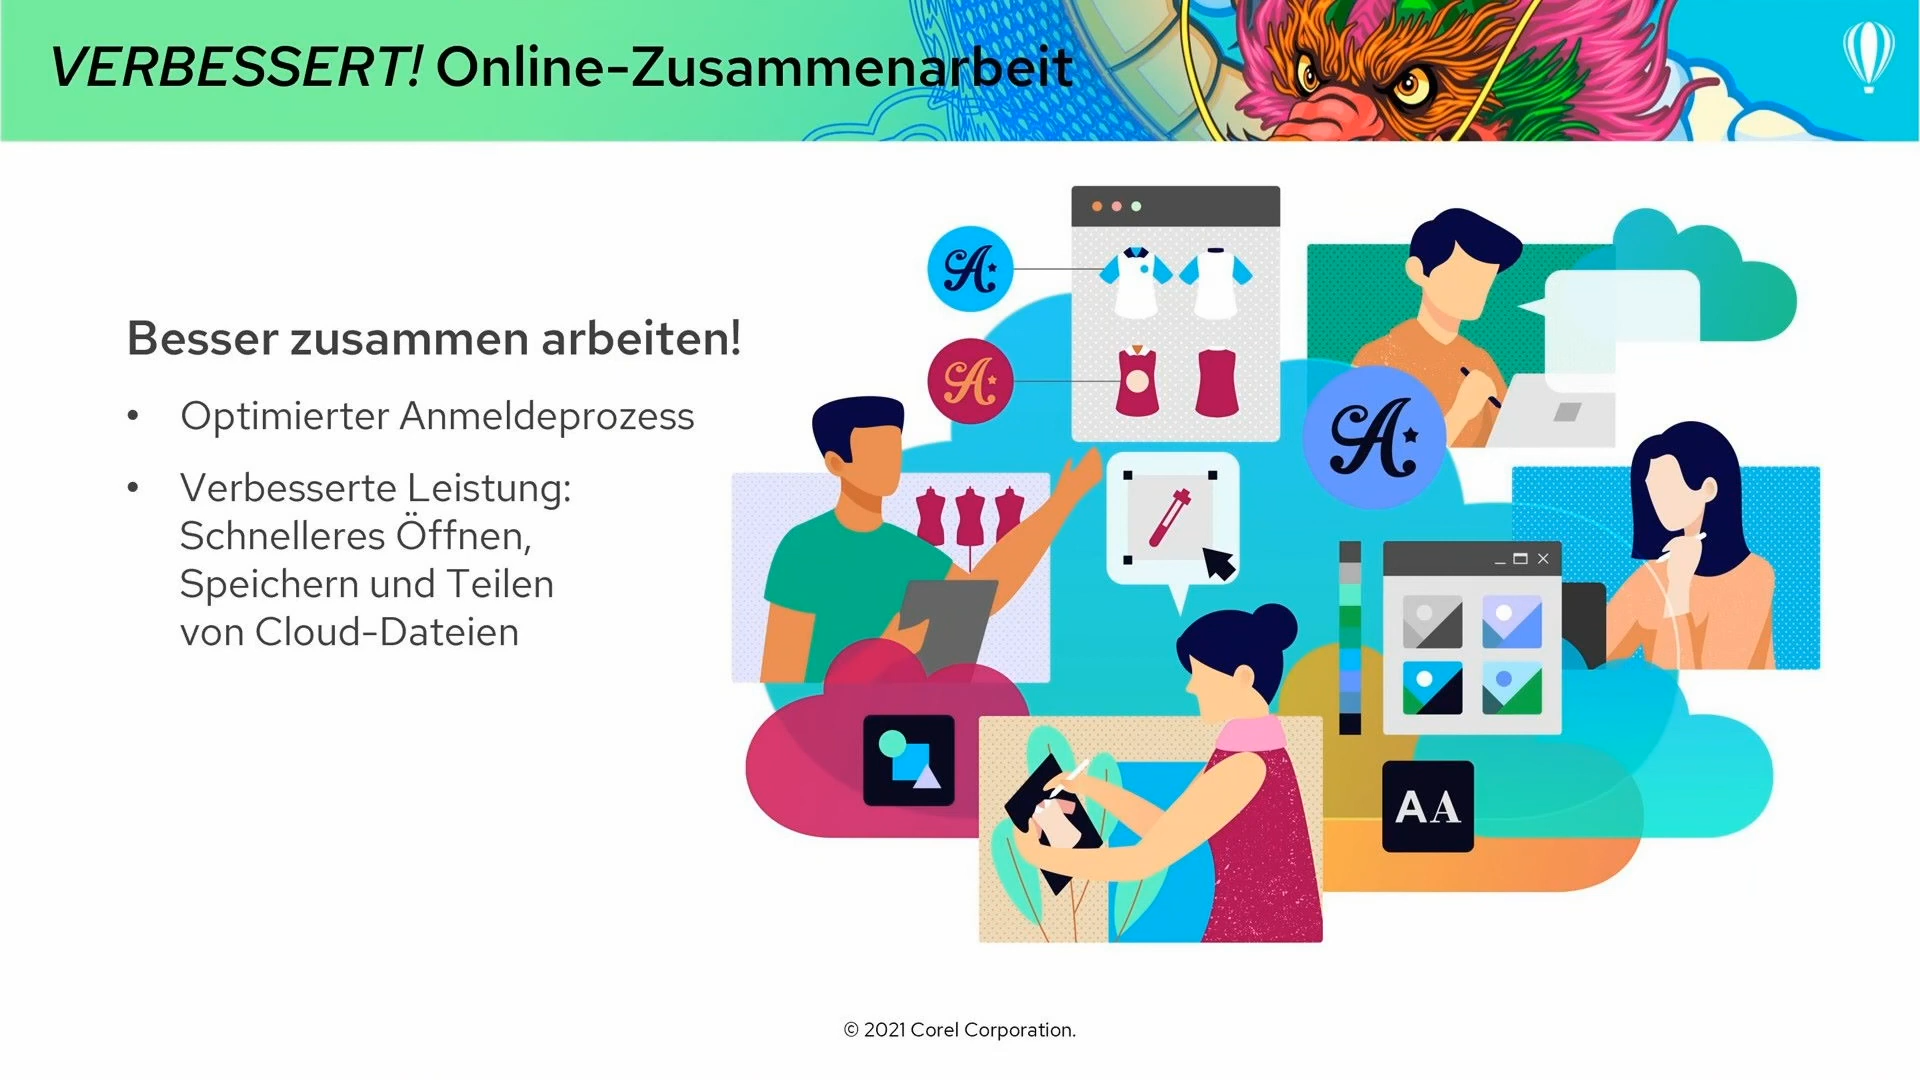 VERBESSERT! Online-Zusammenarbeit
Besser zusammen arbeiten!
• Optimierter Anmeldeprozess
• Verbesserte Leistung:
Schnelleres Öffnen,
Speichern und Teilen
von Cloud-Dateien
A
A
A
AA
© 2021 Corel Corporation.